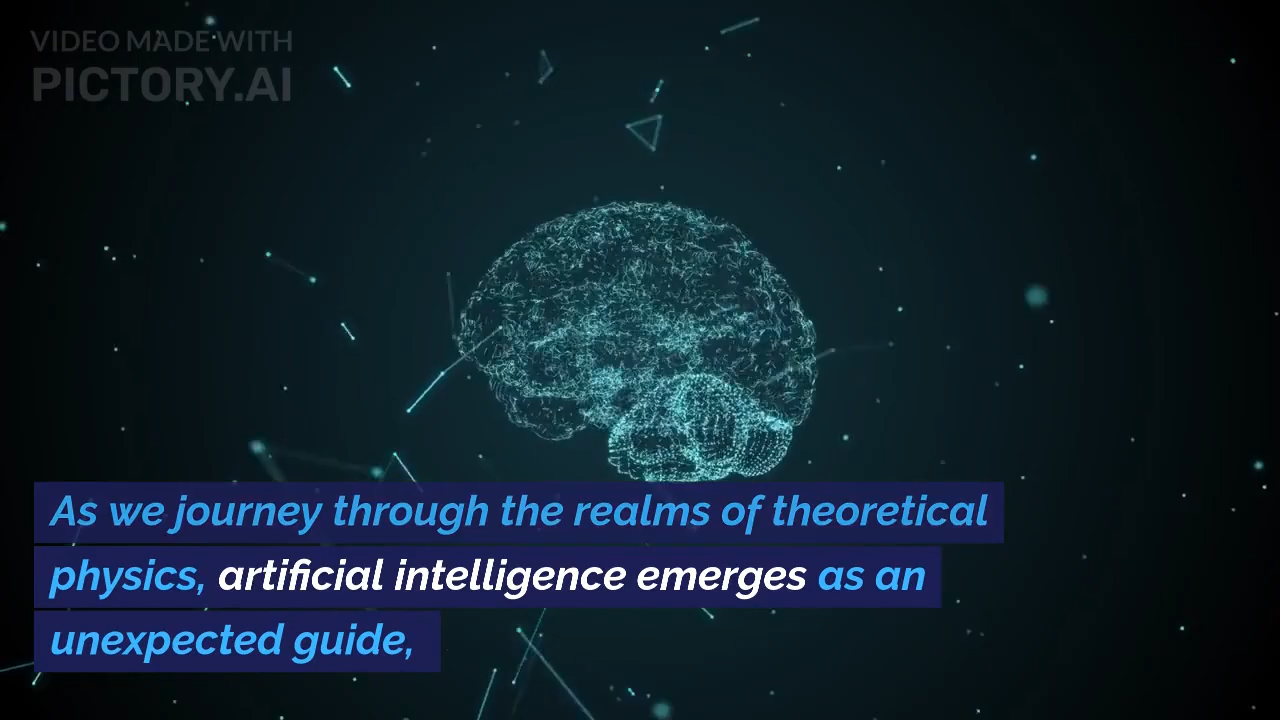 VIDEO MADE WITH
PICTORY.AI
As we journey through the realms of theoretical
physics, artificial intelligence emerges as an
unexpected guide,